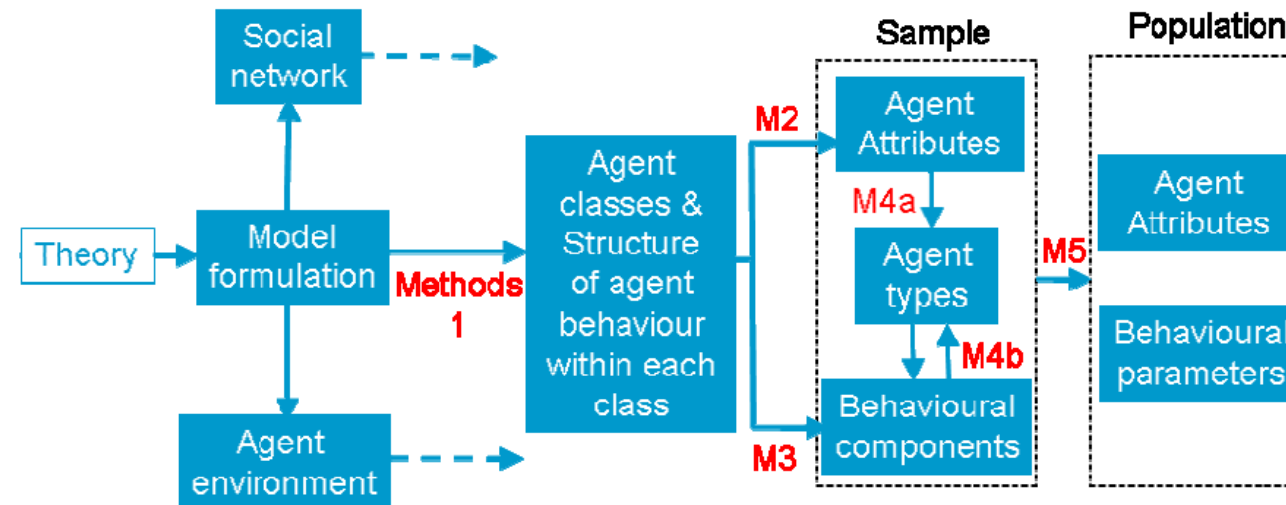 Social
network
Theory
Model
formulation
Agent
environment
Methods
1
Agent
classes &
Structure
of agent
behaviour
within each
class
M2
M3
Sample
Agent
Attributes
M4a
Agent
types
M4b
Behavioural
components
M5
Population
Agent
Attributes
Behavioural
parameters